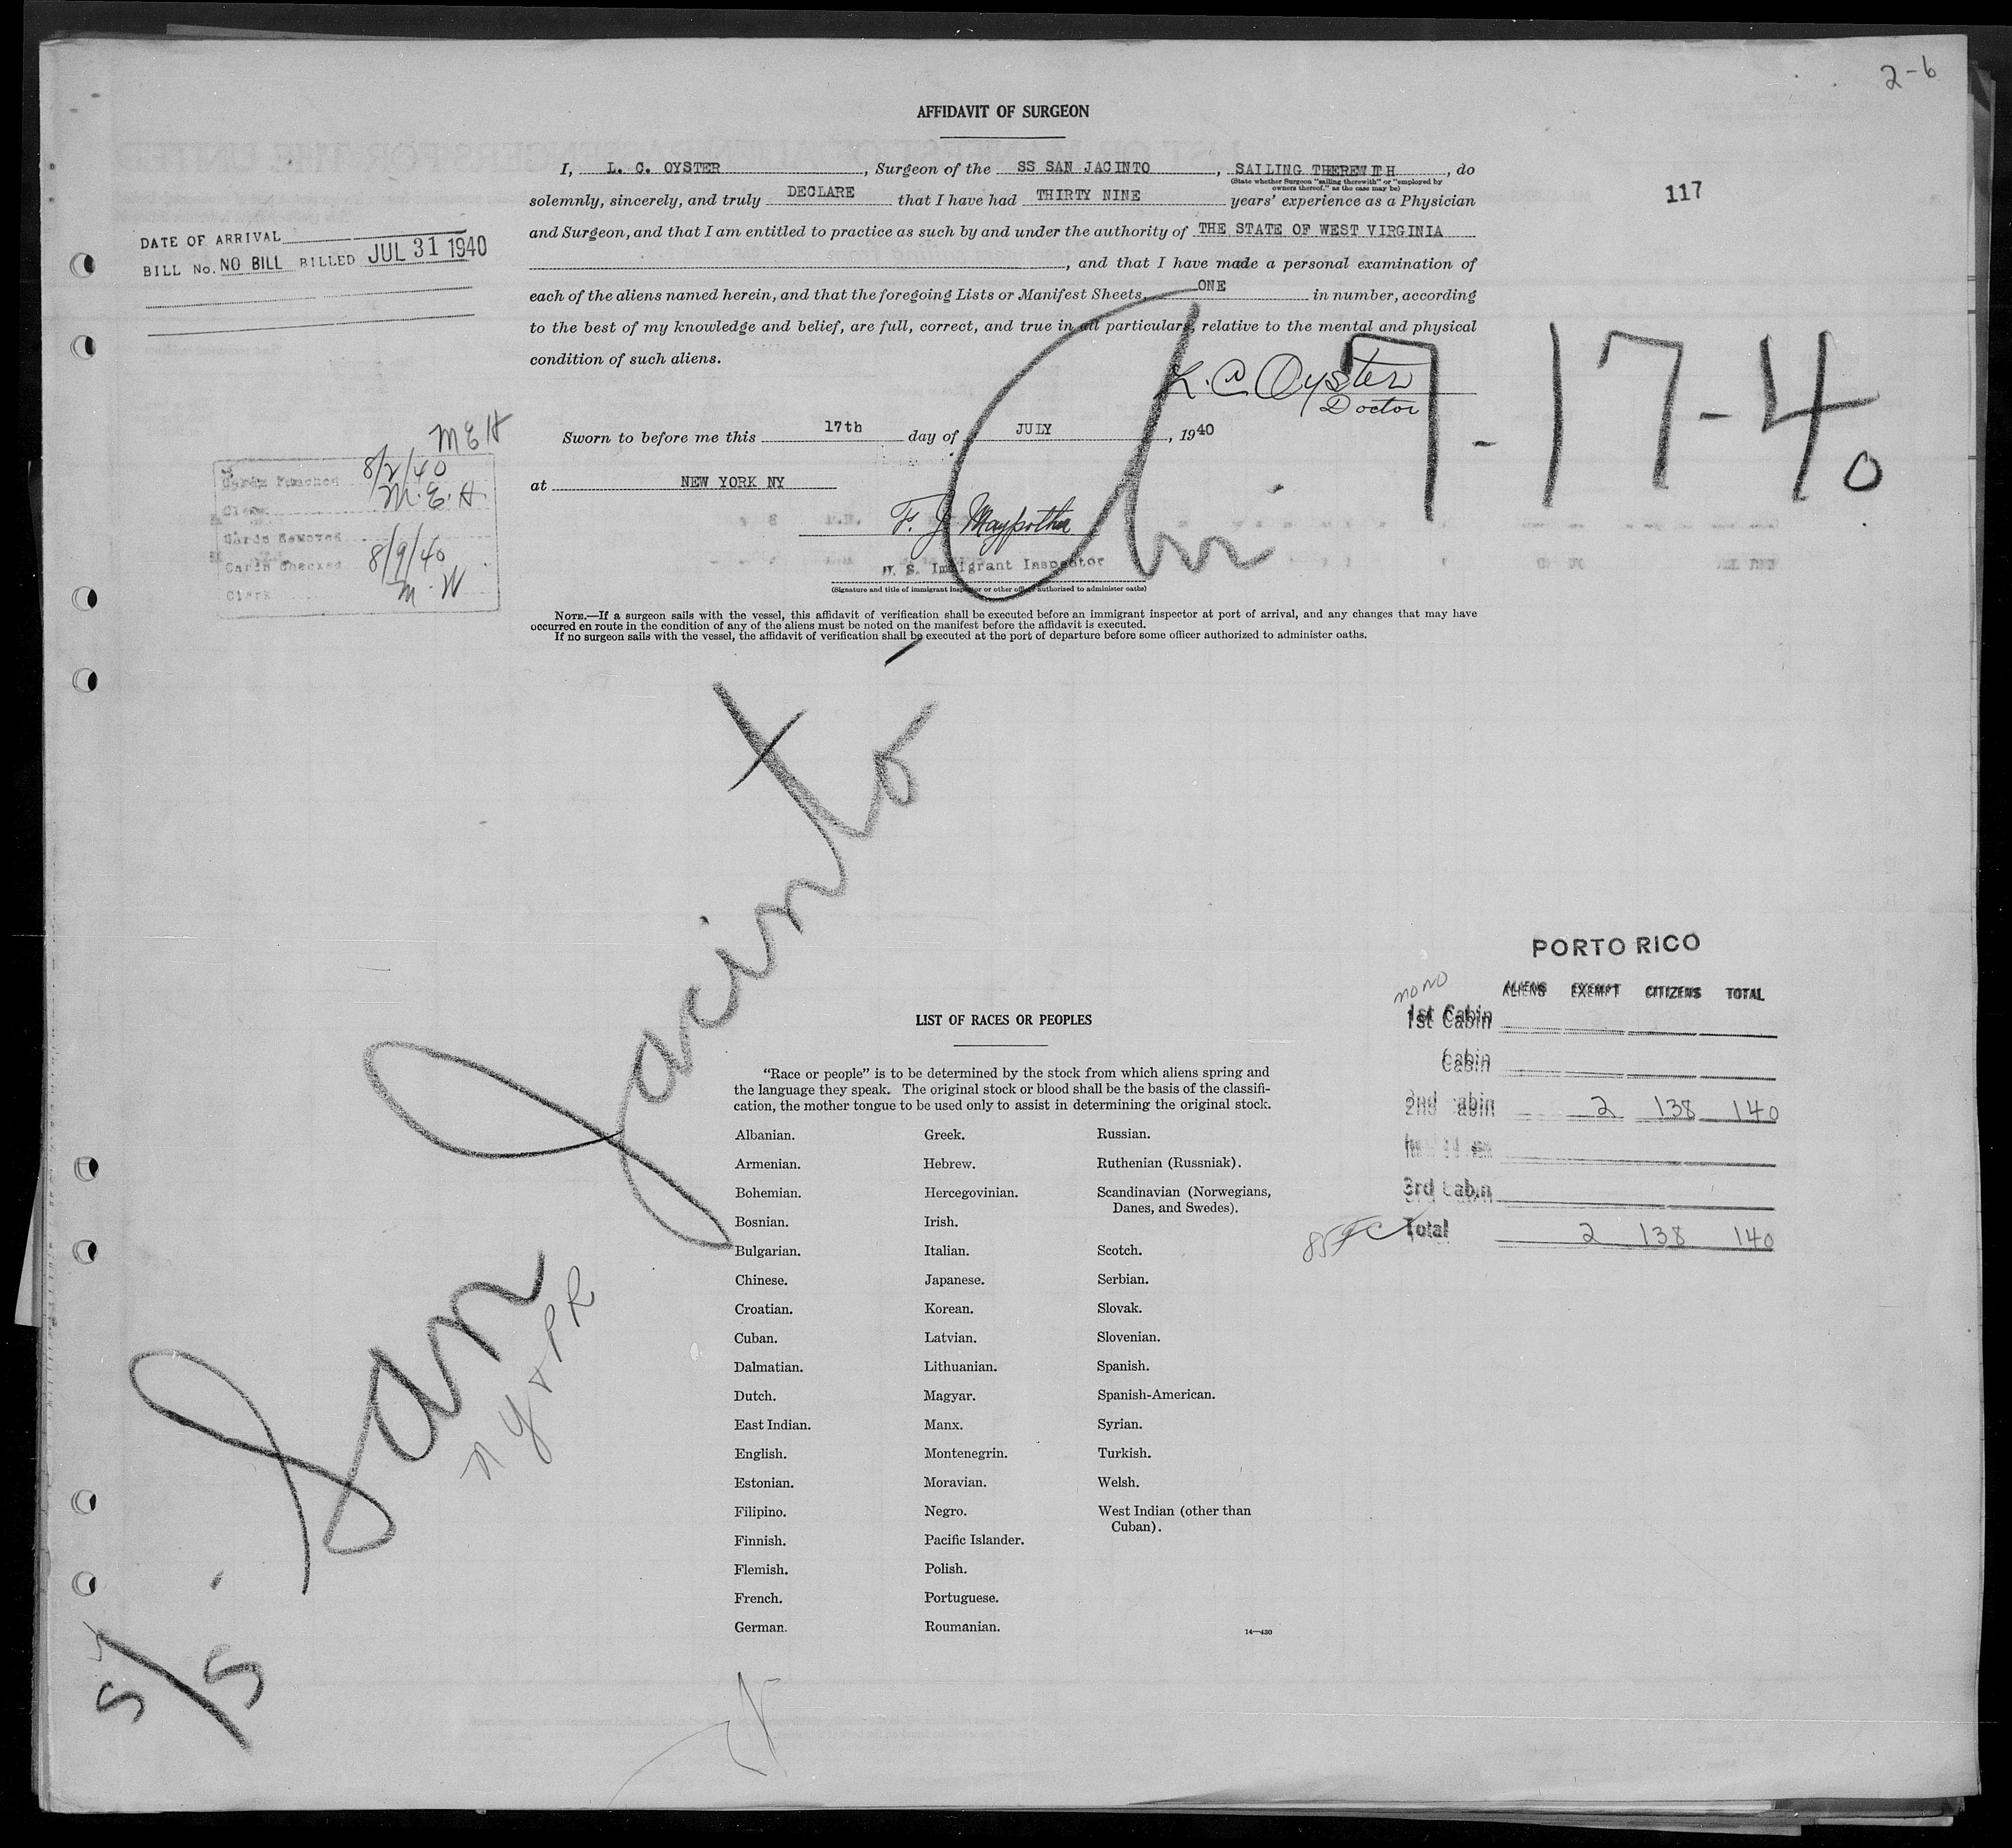 2-6
AFFIDAVIT OF SURGEON
I, L. C. OYSTER, Surgeon of the SS SAN JACINTO, SAILING THEREWITH, do
(State whether Surgeon "sailing therewith" or "employed by
owners thereof," as the case may be)
117
solemnly, sincerely, and truly DECLARE that I have had THIRTY NINE years' experience as a Physician
and Surgeon, and that I am entitled to practice as such by and under the authority of THE STATE OF WEST VIRGINIA
, and that I have made a personal examination of
each of the aliens named herein, and that the foregoing Lists or Manifest Sheets, ONE in number, according
to the best of my knowledge and belief, are full, correct, and true in all particulars, relative to the mental and physical
condition of such aliens.
DATE OF ARRIVAL
BILL No. NO BILL BILLED JUL 31 1940
L. C. Oyster
Doctor
7-17-40
Sworn to before me this 17th day of JULY, 1940
at NEW YORK NY
F. J.
U. S. Immigrant Inspector
(Signature and title of immigrant inspector or other officer authorized to administer oaths)
MEH
Cards Punched 8/2/40
Clerk M.E.H.
Cards Removed
Cards Checked 8/9/40
Clerk M.W
NOTE.—If a surgeon sails with the vessel, this affidavit of verification shall be executed before an immigrant inspector at port of arrival, and any changes that may have
occurred en route in the condition of any of the aliens must be noted on the manifest before the affidavit is executed.
If no surgeon sails with the vessel, the affidavit of verification shall be executed at the port of departure before some officer authorized to administer oaths.
S/S. San Jacinto
NY & PR
PORTO RICO
ALIENS EXEMPT CITIZENS TOTAL
1st Cabin
Cabin
2nd Cabin 2 138 140
3rd Cabin
Total 2 138 140
LIST OF RACES OR PEOPLES
"Race or people" is to be determined by the stock from which aliens spring and
the language they speak. The original stock or blood shall be the basis of the classifi-
cation, the mother tongue to be used only to assist in determining the original stock.
Albanian.
Armenian.
Bohemian.
Bosnian.
Bulgarian.
Chinese.
Croatian.
Cuban.
Dalmatian.
Dutch.
East Indian.
English.
Estonian.
Filipino.
Finnish.
Flemish.
French.
German.
Greek.
Hebrew.
Hercegovinian.
Irish.
Italian.
Japanese.
Korean.
Latvian.
Lithuanian.
Magyar.
Manx.
Montenegrin.
Moravian.
Negro.
Pacific Islander.
Polish.
Portuguese.
Roumanian.
Russian.
Ruthenian (Russniak).
Scandinavian (Norwegians,
Danes, and Swedes).
Scotch.
Serbian.
Slovak.
Slovenian.
Spanish.
Spanish-American.
Syrian.
Turkish.
Welsh.
West Indian (other than
Cuban).
14—430